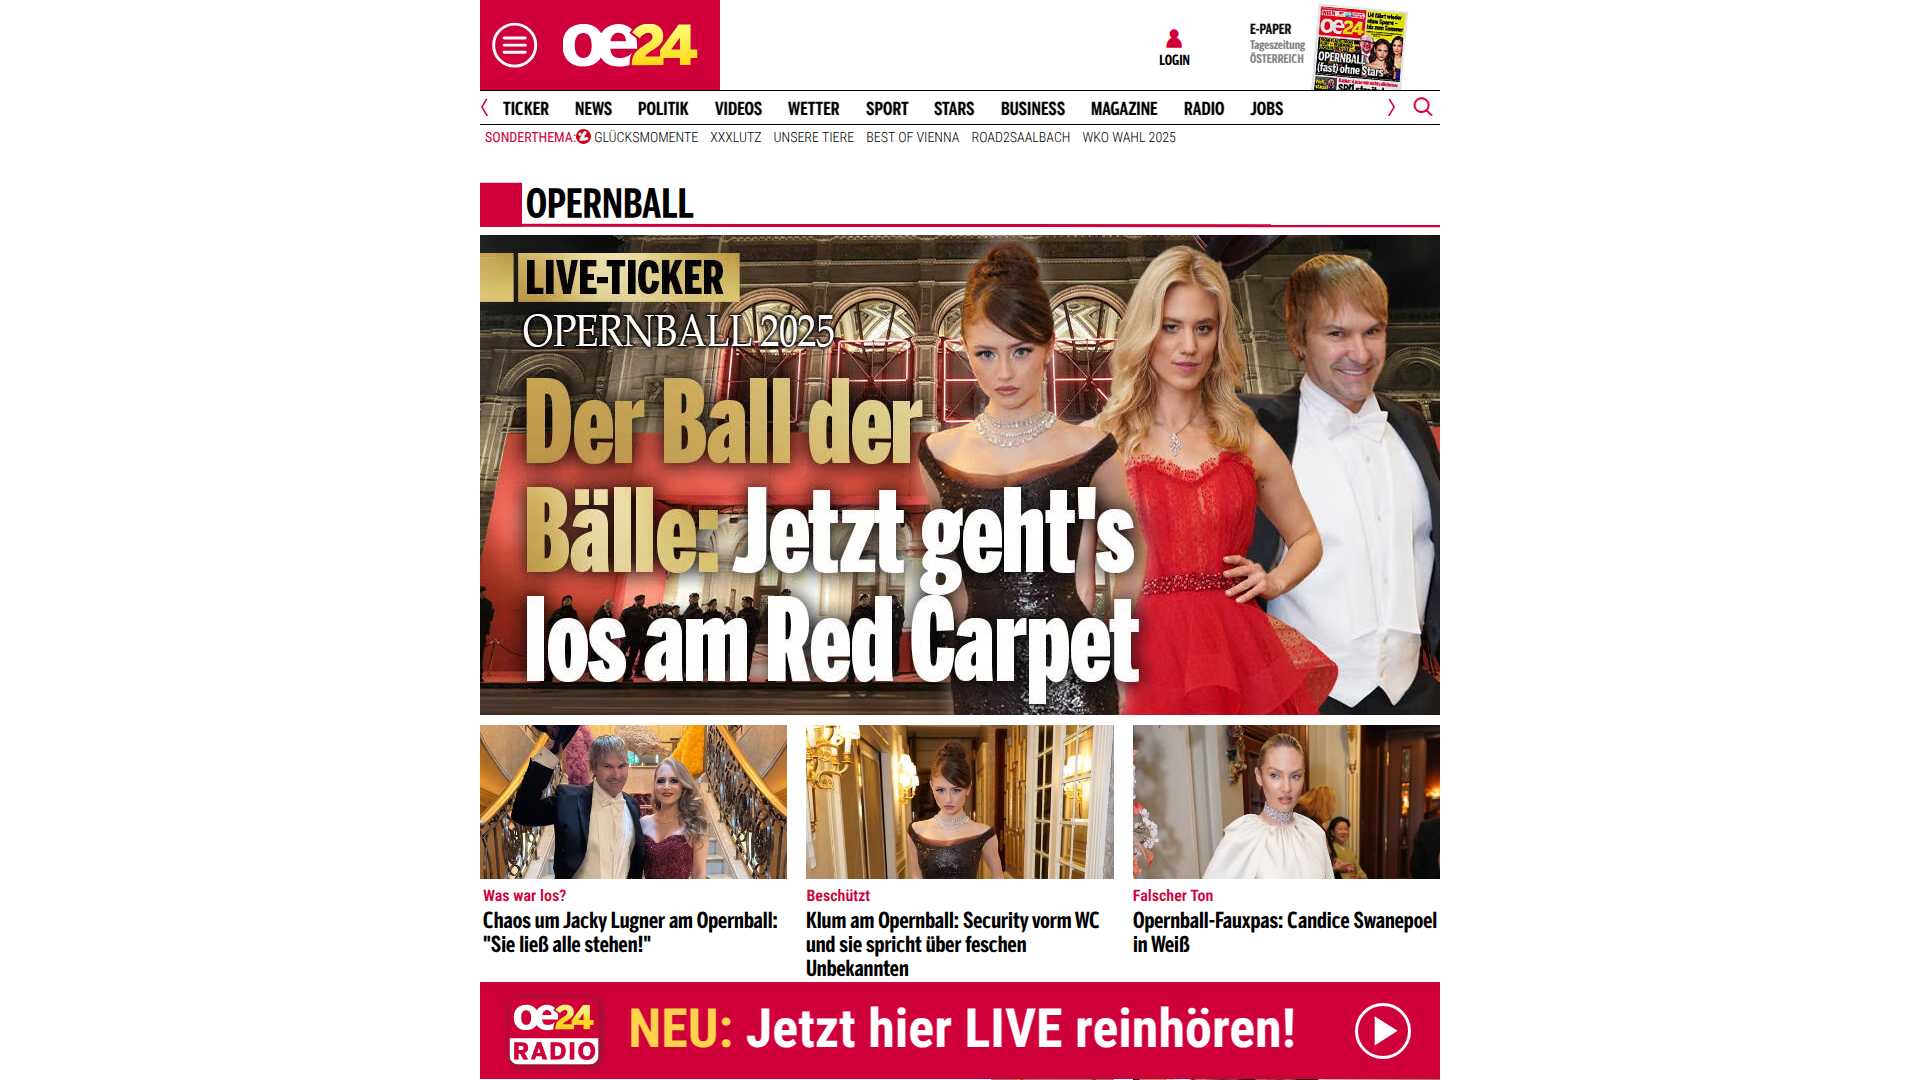 oe24
LOGIN
E-PAPER
Tageszeitung
ÖSTERREICH
oe24
OPERNBALL
(fast) ohne Stars
TICKER NEWS POLITIK VIDEOS WETTER SPORT STARS BUSINESS MAGAZINE RADIO JOBS
SONDERTHEMA: GLÜCKSMOMENTE XXXLUTZ UNSERE TIERE BEST OF VIENNA ROAD2SAALBACH WKO WAHL 2025
OPERNBALL
LIVE-TICKER
OPERNBALL 2025
Der Ball der
Bälle: Jetzt geht's
los am Red Carpet
Was war los?
Chaos um Jacky Lugner am Opernball:
"Sie ließ alle stehen!"
Beschützt
Klum am Opernball: Security vorm WC
und sie spricht über feschen
Unbekannten
Falscher Ton
Opernball-Fauxpas: Candice Swanepoel
in Weiß
oe24
RADIO
NEU: Jetzt hier LIVE reinhören!